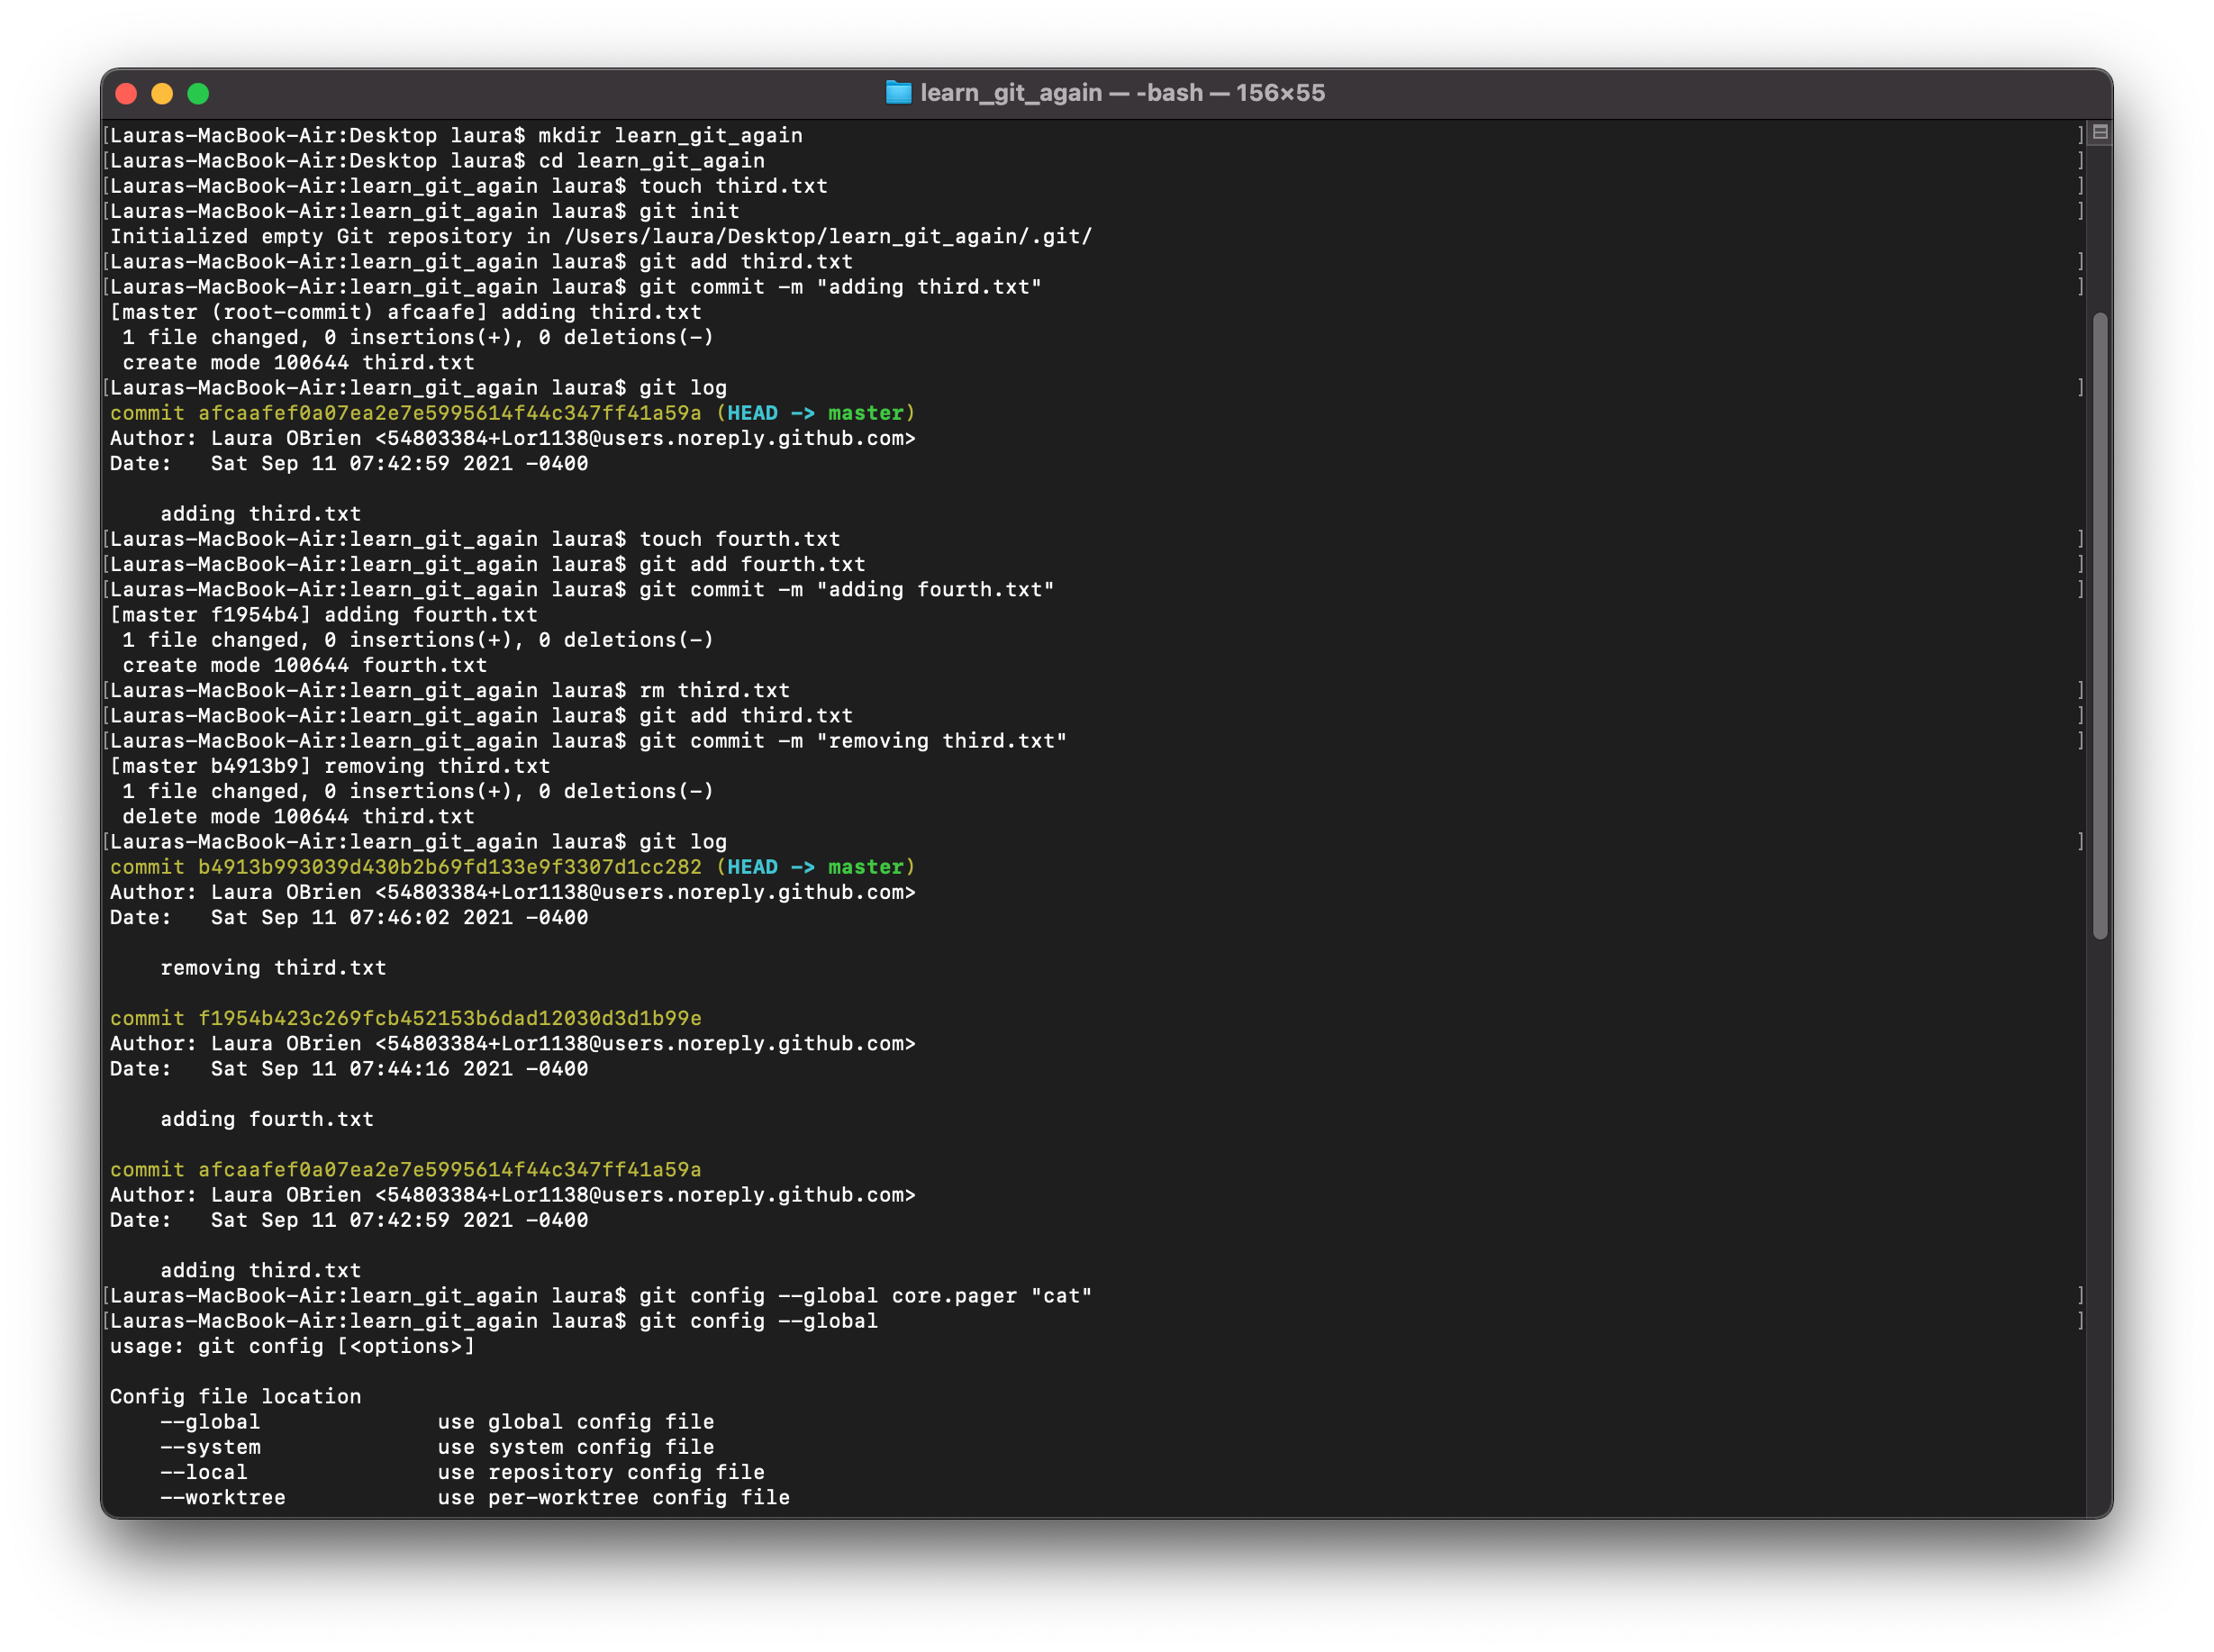 learn_git_again — -bash — 156×55
[Lauras-MacBook-Air:Desktop laura$ mkdir learn_git_again ]
[Lauras-MacBook-Air:Desktop laura$ cd learn_git_again ]
[Lauras-MacBook-Air:learn_git_again laura$ touch third.txt ]
[Lauras-MacBook-Air:learn_git_again laura$ git init ]
Initialized empty Git repository in /Users/laura/Desktop/learn_git_again/.git/
[Lauras-MacBook-Air:learn_git_again laura$ git add third.txt ]
[Lauras-MacBook-Air:learn_git_again laura$ git commit -m "adding third.txt" ]
[master (root-commit) afcaafe] adding third.txt
 1 file changed, 0 insertions(+), 0 deletions(-)
 create mode 100644 third.txt
[Lauras-MacBook-Air:learn_git_again laura$ git log ]
commit afcaafef0a07ea2e7e5995614f44c347ff41a59a (HEAD -> master)
Author: Laura OBrien <54803384+Lor1138@users.noreply.github.com>
Date:   Sat Sep 11 07:42:59 2021 -0400

    adding third.txt
[Lauras-MacBook-Air:learn_git_again laura$ touch fourth.txt ]
[Lauras-MacBook-Air:learn_git_again laura$ git add fourth.txt ]
[Lauras-MacBook-Air:learn_git_again laura$ git commit -m "adding fourth.txt" ]
[master f1954b4] adding fourth.txt
 1 file changed, 0 insertions(+), 0 deletions(-)
 create mode 100644 fourth.txt
[Lauras-MacBook-Air:learn_git_again laura$ rm third.txt ]
[Lauras-MacBook-Air:learn_git_again laura$ git add third.txt ]
[Lauras-MacBook-Air:learn_git_again laura$ git commit -m "removing third.txt" ]
[master b4913b9] removing third.txt
 1 file changed, 0 insertions(+), 0 deletions(-)
 delete mode 100644 third.txt
[Lauras-MacBook-Air:learn_git_again laura$ git log ]
commit b4913b993039d430b2b69fd133e9f3307d1cc282 (HEAD -> master)
Author: Laura OBrien <54803384+Lor1138@users.noreply.github.com>
Date:   Sat Sep 11 07:46:02 2021 -0400

    removing third.txt

commit f1954b423c269fcb452153b6dad12030d3d1b99e
Author: Laura OBrien <54803384+Lor1138@users.noreply.github.com>
Date:   Sat Sep 11 07:44:16 2021 -0400

    adding fourth.txt

commit afcaafef0a07ea2e7e5995614f44c347ff41a59a
Author: Laura OBrien <54803384+Lor1138@users.noreply.github.com>
Date:   Sat Sep 11 07:42:59 2021 -0400

    adding third.txt
[Lauras-MacBook-Air:learn_git_again laura$ git config --global core.pager "cat" ]
[Lauras-MacBook-Air:learn_git_again laura$ git config --global ]
usage: git config [<options>]

Config file location
    --global              use global config file
    --system              use system config file
    --local               use repository config file
    --worktree            use per-worktree config file